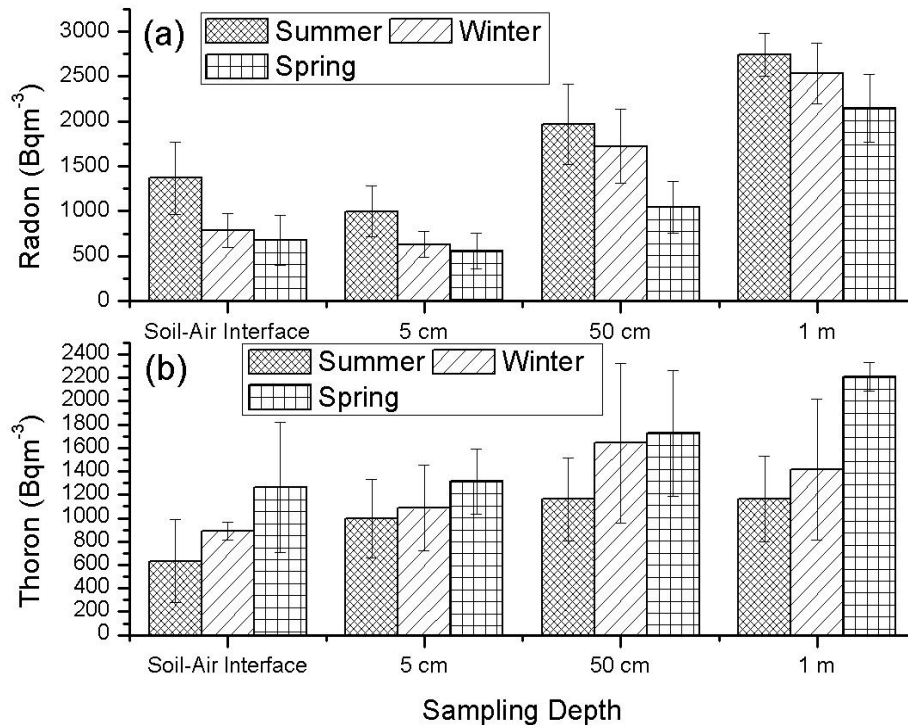 (a)
Summer
Winter
Spring
Radon (Bqm⁻³)
3000
2500
2000
1500
1000
500
0
Soil-Air Interface 5 cm 50 cm 1 m
(b)
Summer
Winter
Spring
Thoron (Bqm⁻³)
2400
2200
2000
1800
1600
1400
1200
1000
800
600
400
200
0
Soil-Air Interface 5 cm 50 cm 1 m
Sampling Depth